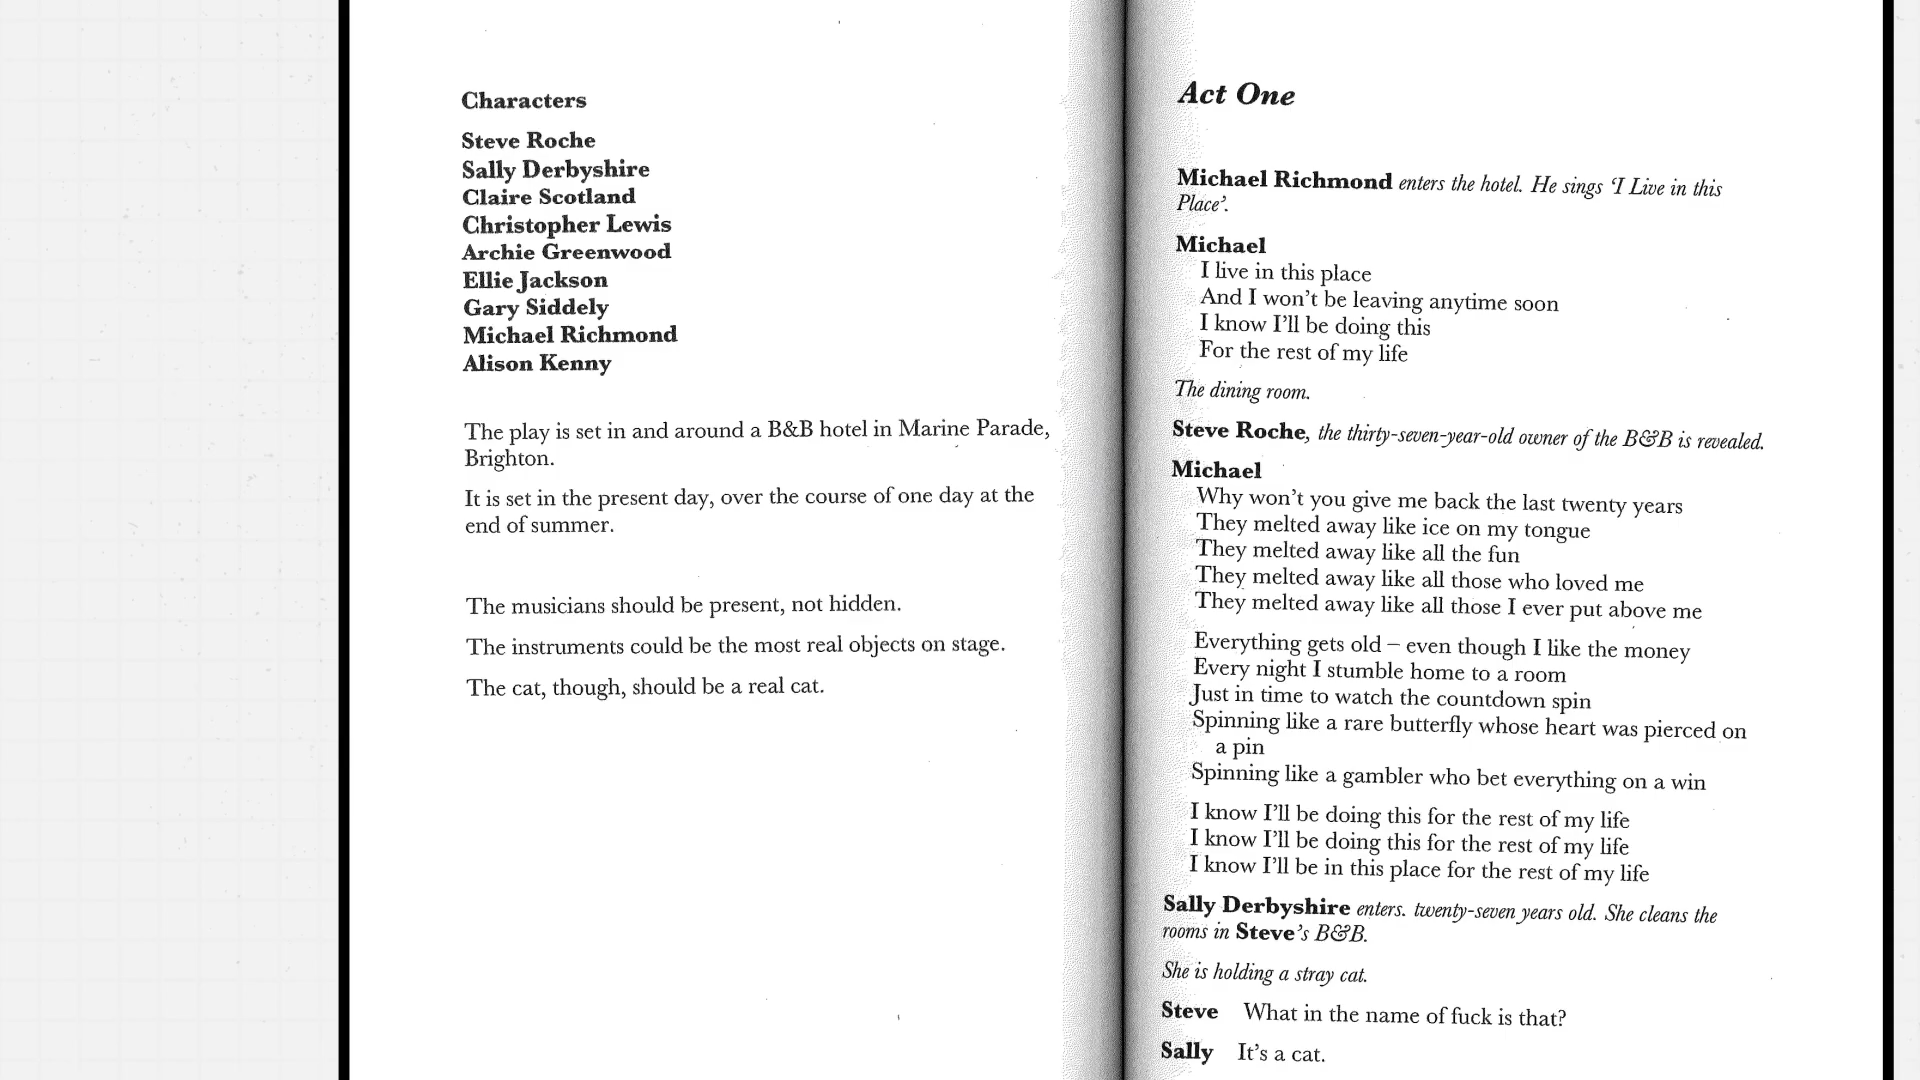 Characters
Steve Roche
Sally Derbyshire
Claire Scotland
Christopher Lewis
Archie Greenwood
Ellie Jackson
Gary Siddely
Michael Richmond
Alison Kenny
The play is set in and around a B&B hotel in Marine Parade,
Brighton.
It is set in the present day, over the course of one day at the
end of summer.
The musicians should be present, not hidden.
The instruments could be the most real objects on stage.
The cat, though, should be a real cat.
Act One
Michael Richmond enters the hotel. He sings ‘I Live in this
Place’.
Michael
I live in this place
And I won’t be leaving anytime soon
I know I’ll be doing this
For the rest of my life
The dining room.
Steve Roche, the thirty-seven-year-old owner of the B&B is revealed.
Michael
Why won’t you give me back the last twenty years
They melted away like ice on my tongue
They melted away like all the fun
They melted away like all those who loved me
They melted away like all those I ever put above me
Everything gets old – even though I like the money
Every night I stumble home to a room
Just in time to watch the countdown spin
Spinning like a rare butterfly whose heart was pierced on
a pin
Spinning like a gambler who bet everything on a win
I know I’ll be doing this for the rest of my life
I know I’ll be doing this for the rest of my life
I know I’ll be in this place for the rest of my life
Sally Derbyshire enters. twenty-seven years old. She cleans the
rooms in Steve’s B&B.
She is holding a stray cat.
Steve What in the name of fuck is that?
Sally It’s a cat.